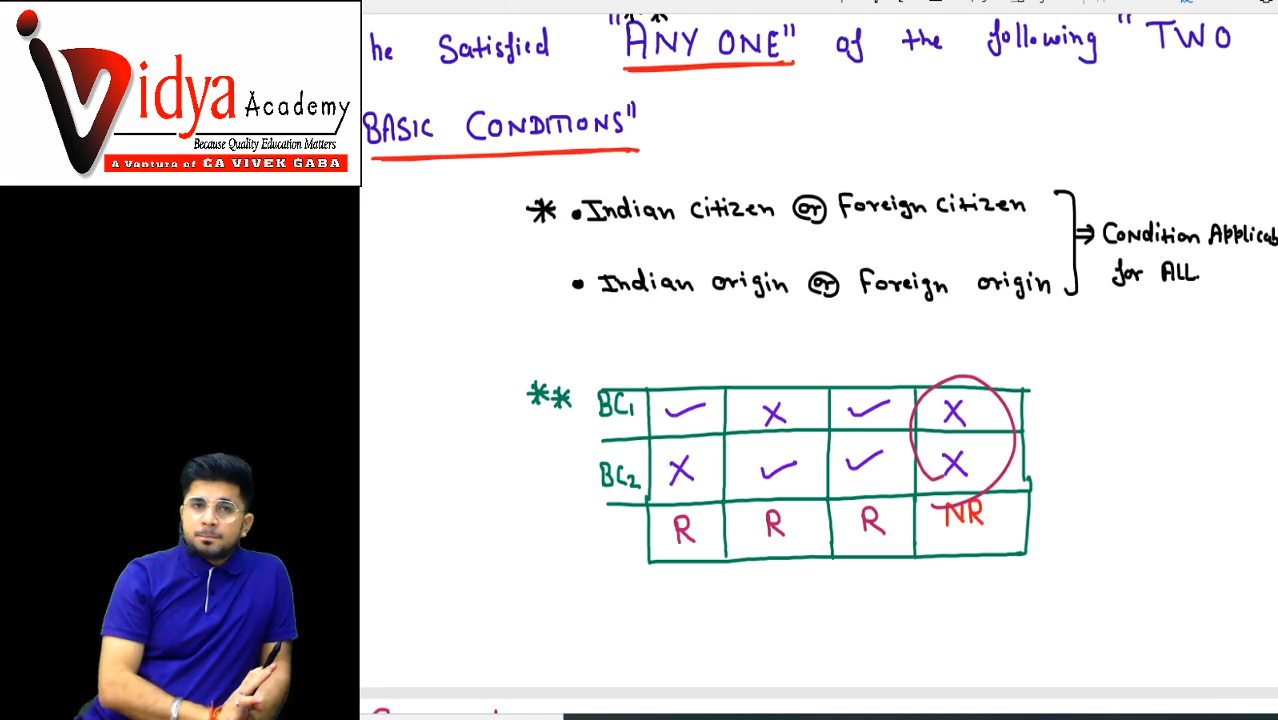 Vidya Academy
Because Quality Education Matters
A Ventura of CA VIVEK GABA
he Satisfied "ANY ONE" of the following "TWO
**
BASIC CONDITIONS"
* • Indian citizen or Foreign citizen
• Indian origin or Foreign origin
⇒ Condition Applicab
for ALL
** BC1 ✓ X ✓ X
BC2 X ✓ ✓ X
R R R NR